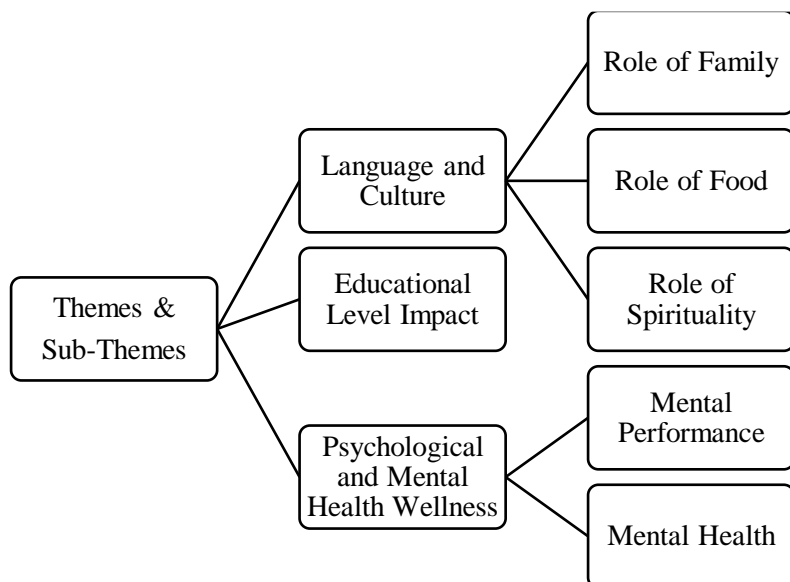 Themes &
Sub-Themes
Language and
Culture
Role of Family
Role of Food
Role of
Spirituality
Educational
Level Impact
Psychological
and Mental
Health Wellness
Mental
Performance
Mental Health